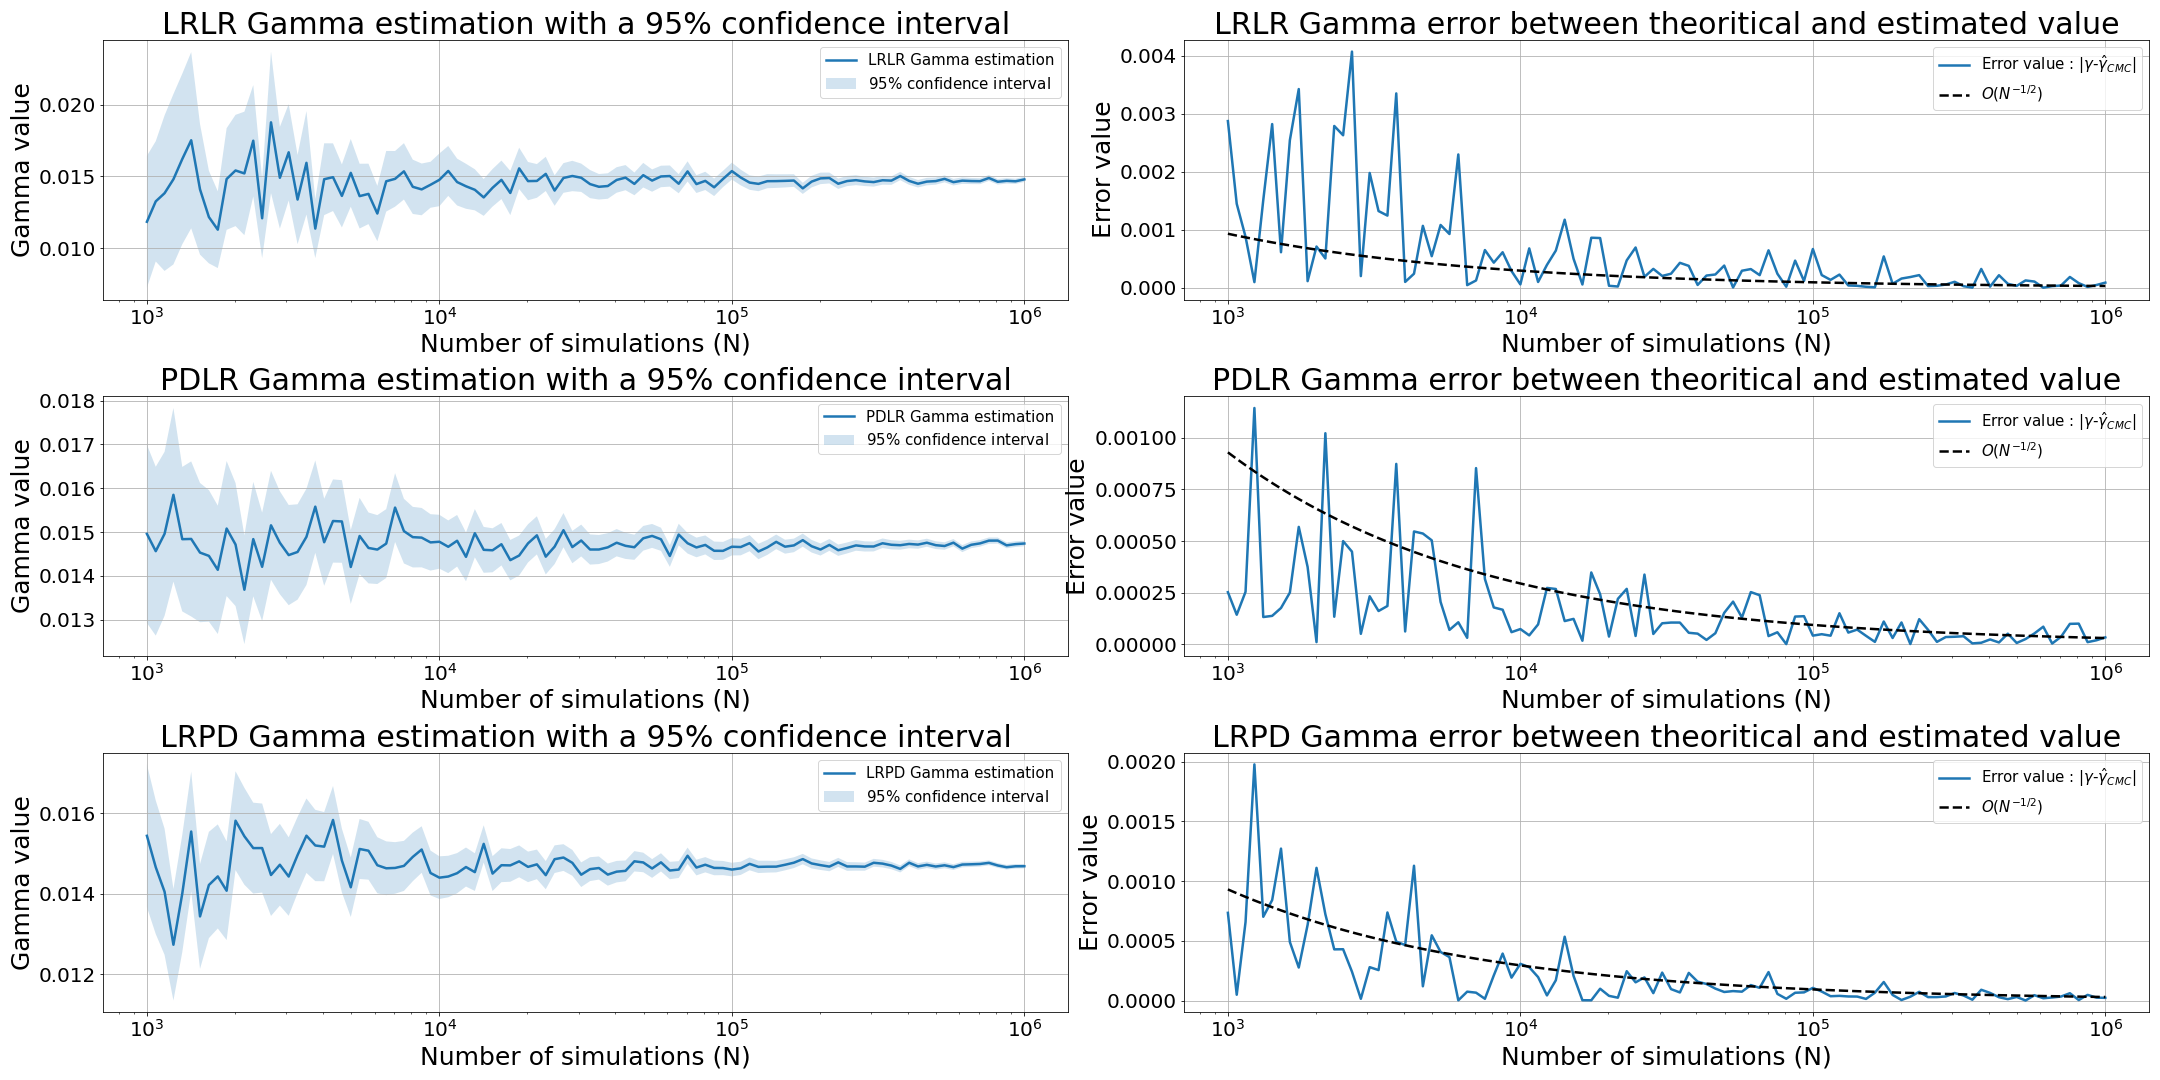 LRLR Gamma estimation with a 95% confidence interval
Gamma value
0.020
0.015
0.010
LRLR Gamma estimation
95% confidence interval
10³
10⁴
10⁵
10⁶
Number of simulations (N)
LRLR Gamma error between theoritical and estimated value
Error value
0.004
0.003
0.002
0.001
0.000
Error value : |γ-γ̂_CMC|
O(N^−1/2)
10³
10⁴
10⁵
10⁶
Number of simulations (N)
PDLR Gamma estimation with a 95% confidence interval
Gamma value
0.018
0.017
0.016
0.015
0.014
0.013
PDLR Gamma estimation
95% confidence interval
10³
10⁴
10⁵
10⁶
Number of simulations (N)
PDLR Gamma error between theoritical and estimated value
Error value
0.00100
0.00075
0.00050
0.00025
0.00000
Error value : |γ-γ̂_CMC|
O(N^−1/2)
10³
10⁴
10⁵
10⁶
Number of simulations (N)
LRPD Gamma estimation with a 95% confidence interval
Gamma value
0.016
0.014
0.012
LRPD Gamma estimation
95% confidence interval
10³
10⁴
10⁵
10⁶
Number of simulations (N)
LRPD Gamma error between theoritical and estimated value
Error value
0.0020
0.0015
0.0010
0.0005
0.0000
Error value : |γ-γ̂_CMC|
O(N^−1/2)
10³
10⁴
10⁵
10⁶
Number of simulations (N)